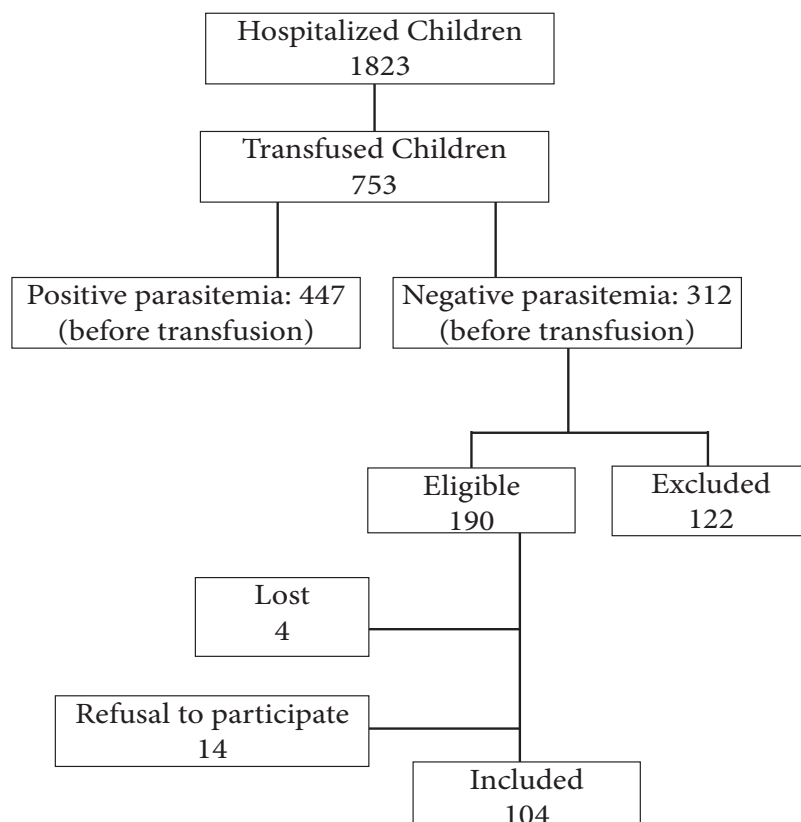 Hospitalized Children
1823
Transfused Children
753
Positive parasitemia: 447
(before transfusion)
Negative parasitemia: 312
(before transfusion)
Eligible
190
Excluded
122
Lost
4
Refusal to participate
14
Included
104